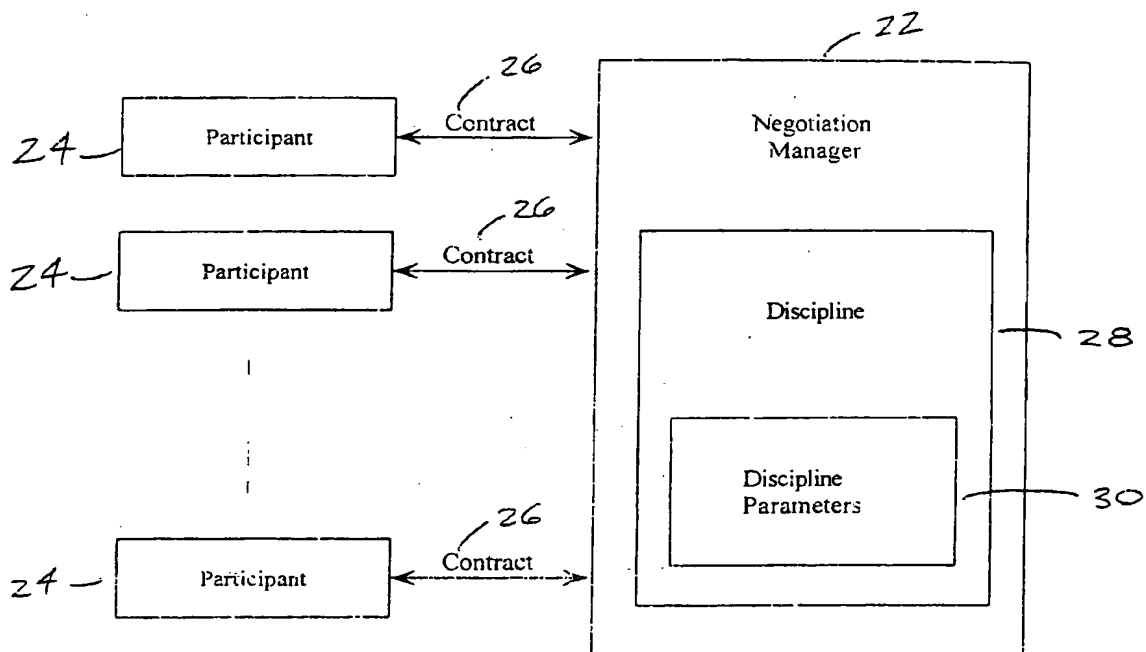 22
26
Contract
Participant
24
Negotiation
Manager
26
Contract
Participant
24
Discipline
28
Discipline
Parameters
30
26
Contract
Participant
24